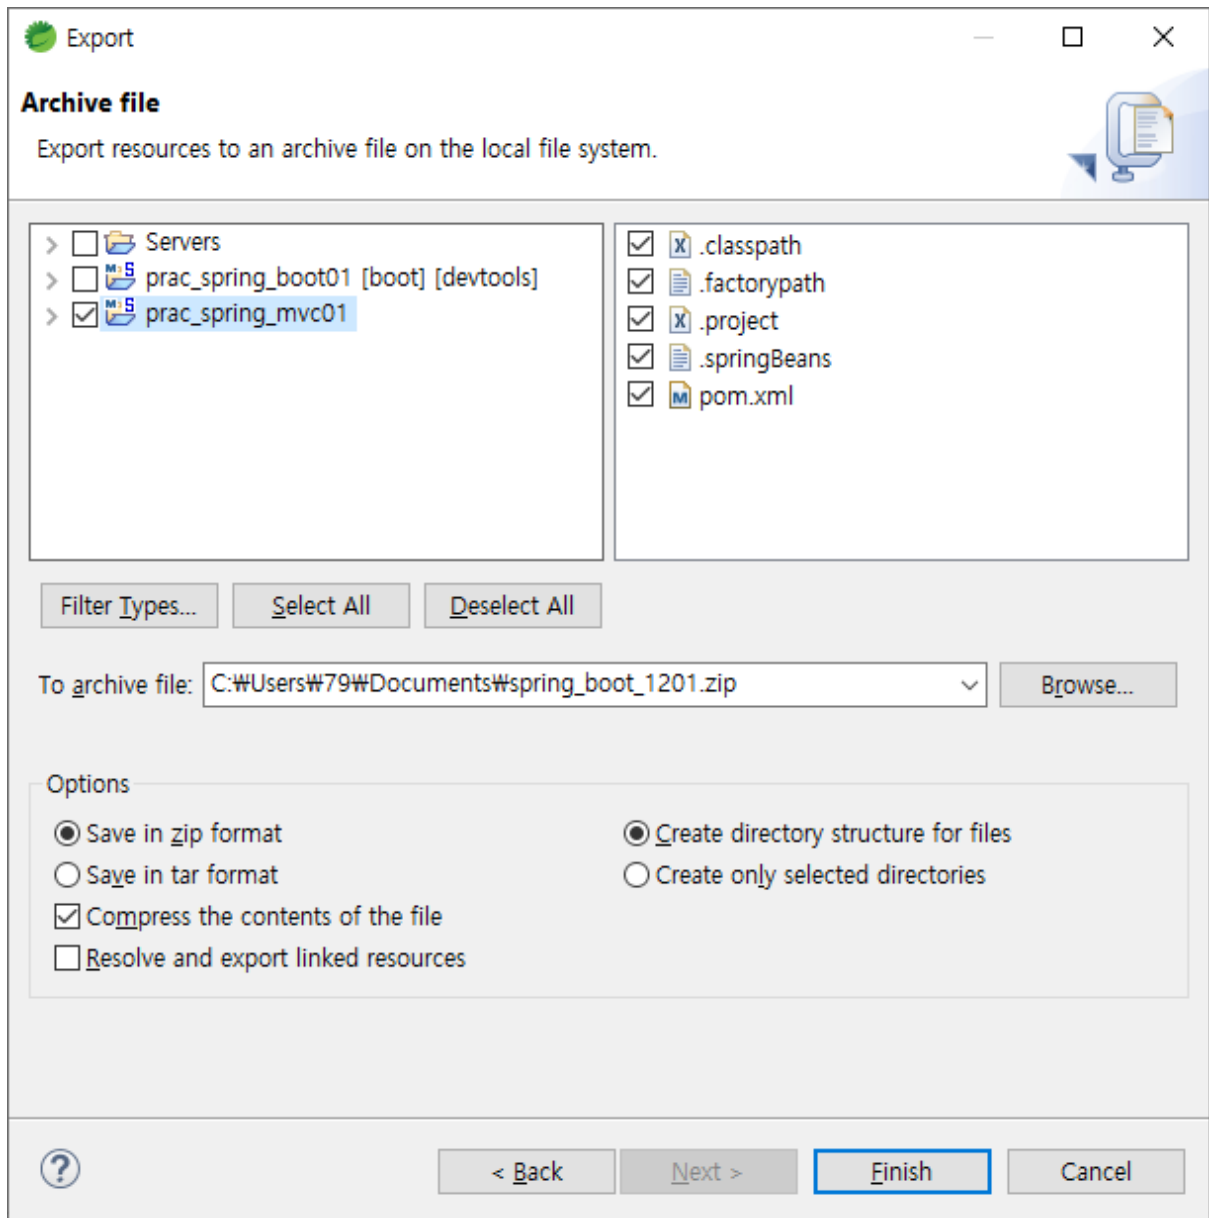 Export
Archive file
Export resources to an archive file on the local file system.
Servers
prac_spring_boot01 [boot] [devtools]
prac_spring_mvc01
.classpath
.factorypath
.project
.springBeans
pom.xml
Filter Types...
Select All
Deselect All
To archive file:
C:₩Users₩79₩Documents₩spring_boot_1201.zip
Browse...
Options
Save in zip format
Create directory structure for files
Save in tar format
Create only selected directories
Compress the contents of the file
Resolve and export linked resources
< Back
Next >
Finish
Cancel